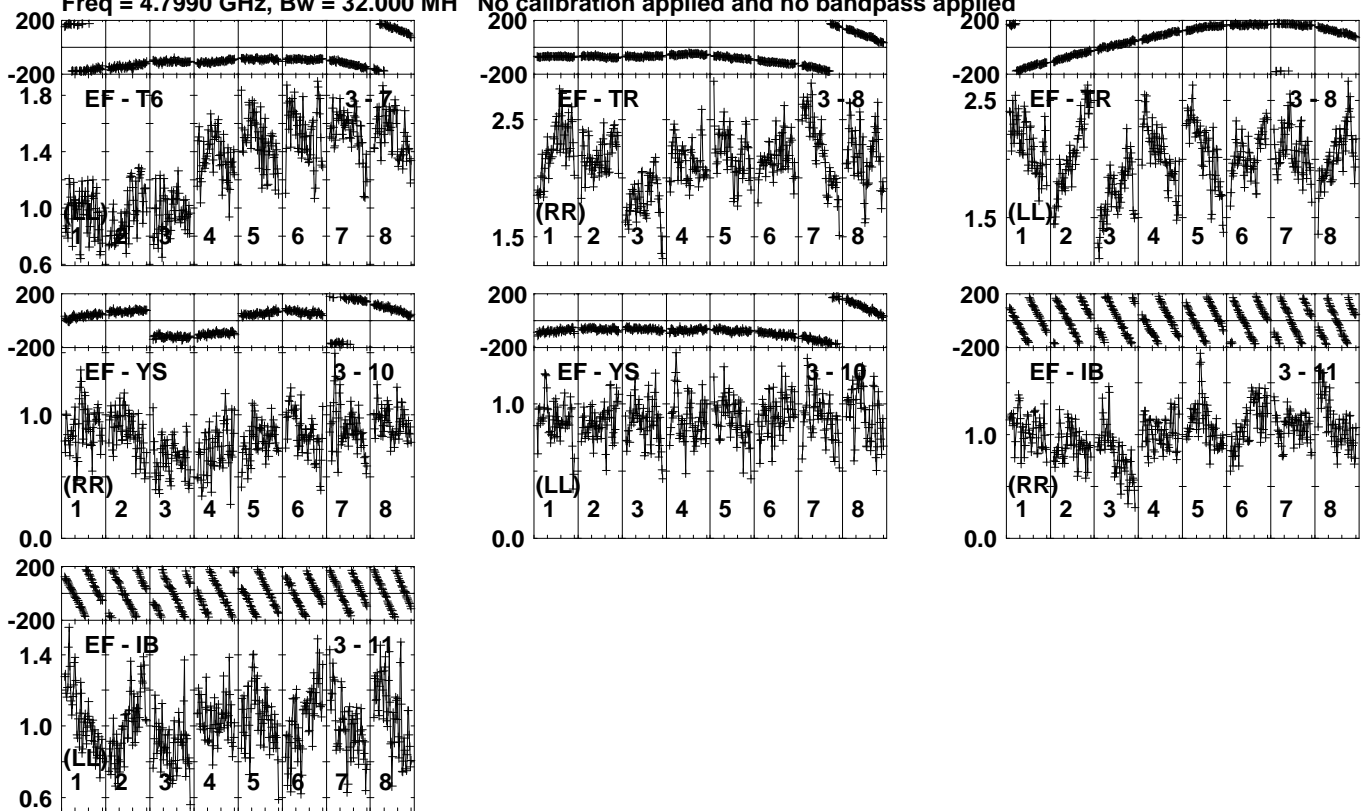 Freq = 4.7990 GHz, Bw = 32.000 MH No calibration applied and no bandpass applied
200
-200
1.8
1.4
1.0
0.6
EF - T6
3 - 7
(LL)
1 2 3 4 5 6 7 8
200
-200
2.5
1.5
EF - TR
3 - 8
(RR)
1 2 3 4 5 6 7 8
200
-200
2.5
1.5
EF - TR
3 - 8
(LL)
1 2 3 4 5 6 7 8
200
-200
1.0
0.0
EF - YS
3 - 10
(RR)
1 2 3 4 5 6 7 8
200
-200
1.0
0.0
EF - YS
3 - 10
(LL)
1 2 3 4 5 6 7 8
200
-200
1.0
0.0
EF - IB
3 - 11
(RR)
1 2 3 4 5 6 7 8
200
-200
1.4
1.0
0.6
EF - IB
3 - 11
(LL)
1 2 3 4 5 6 7 8